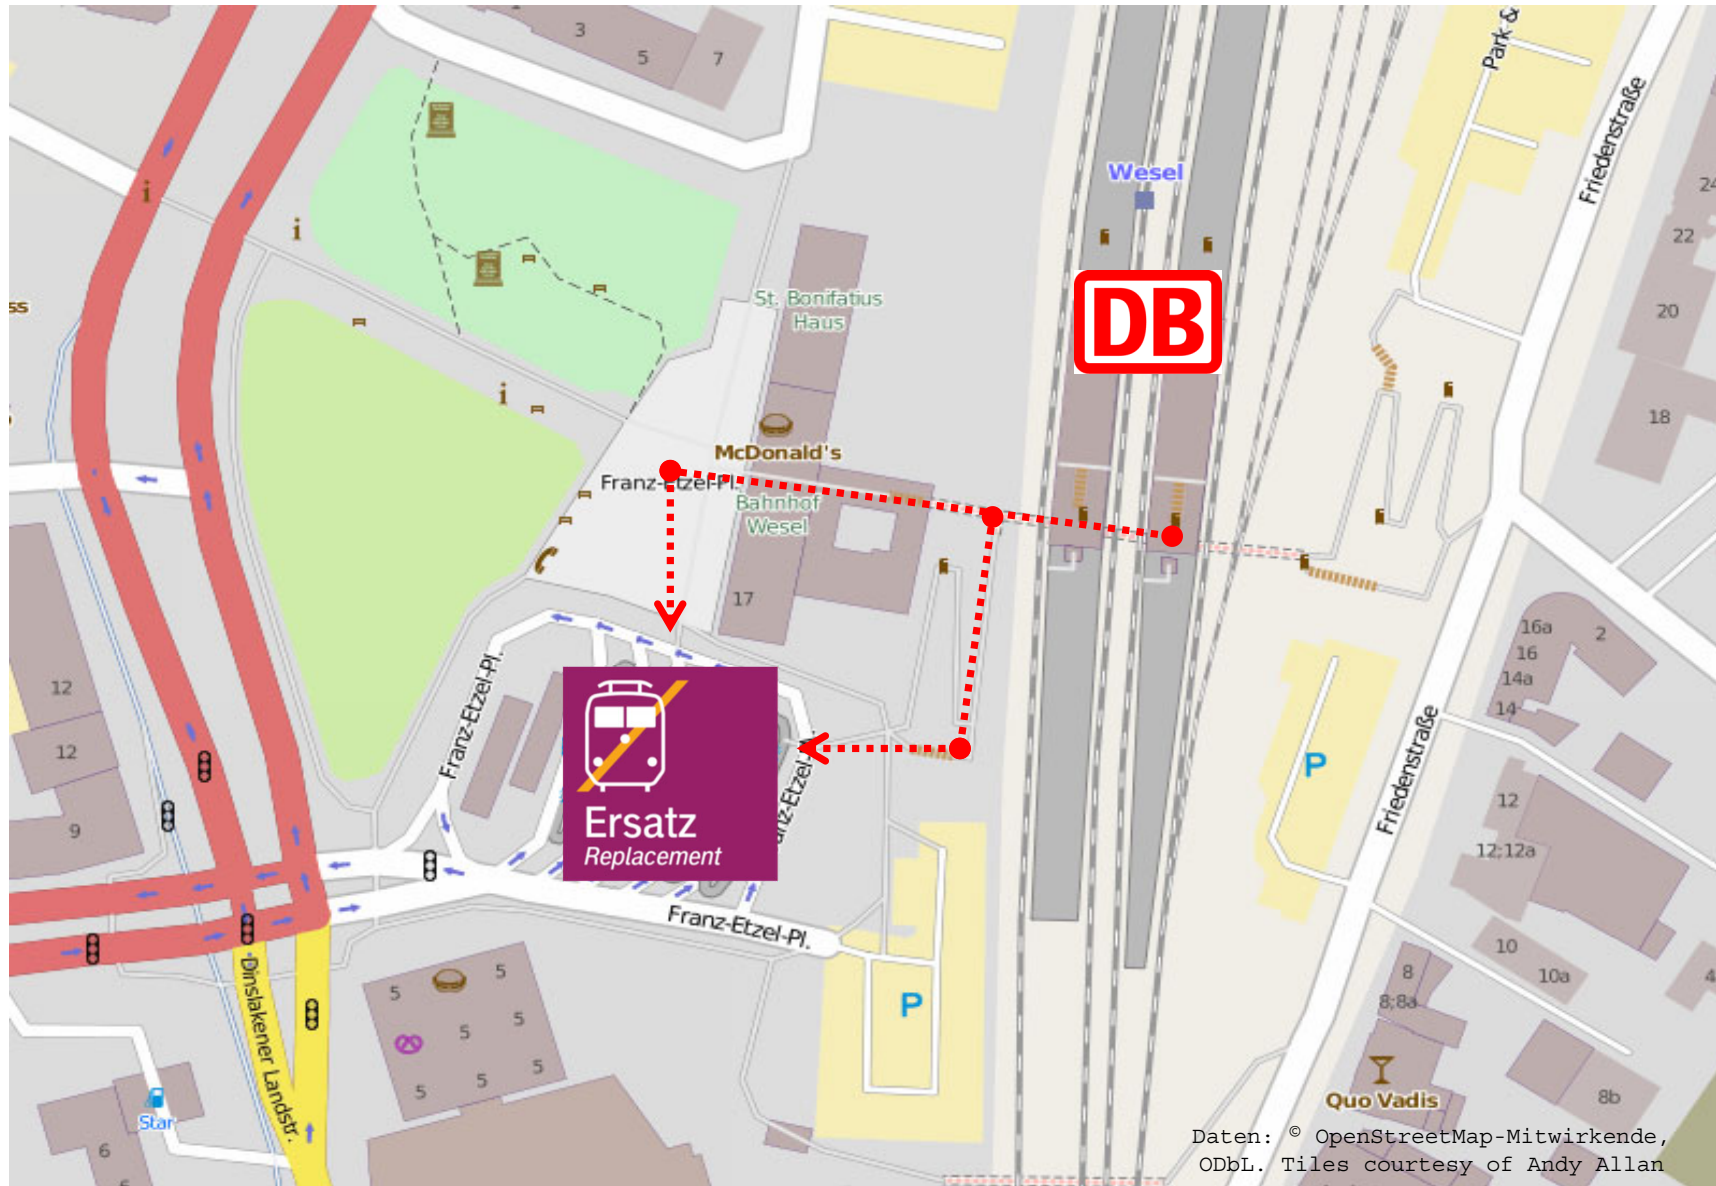 3
5
7
Park &
Friedenstraße
Wesel
24
22
i
i
ss
DB
St. Bonifatius
Haus
20
i
18
McDonald's
Franz-Etzel-Pl.
Bahnhof
Wesel
17
16a
2
16
14a
14
12
Franz-Etzel-Pl.
12
Friedenstraße
P
9
Ersatz
Replacement
12
12;12a
Franz-Etzel-Pl.
10
10a
8
8;8a
4
Dinslakener Landstr.
5
5
5
5
5
5
5
P
Star
Quo Vadis
8b
6
Daten: © OpenStreetMap-Mitwirkende,
ODbL. Tiles courtesy of Andy Allan